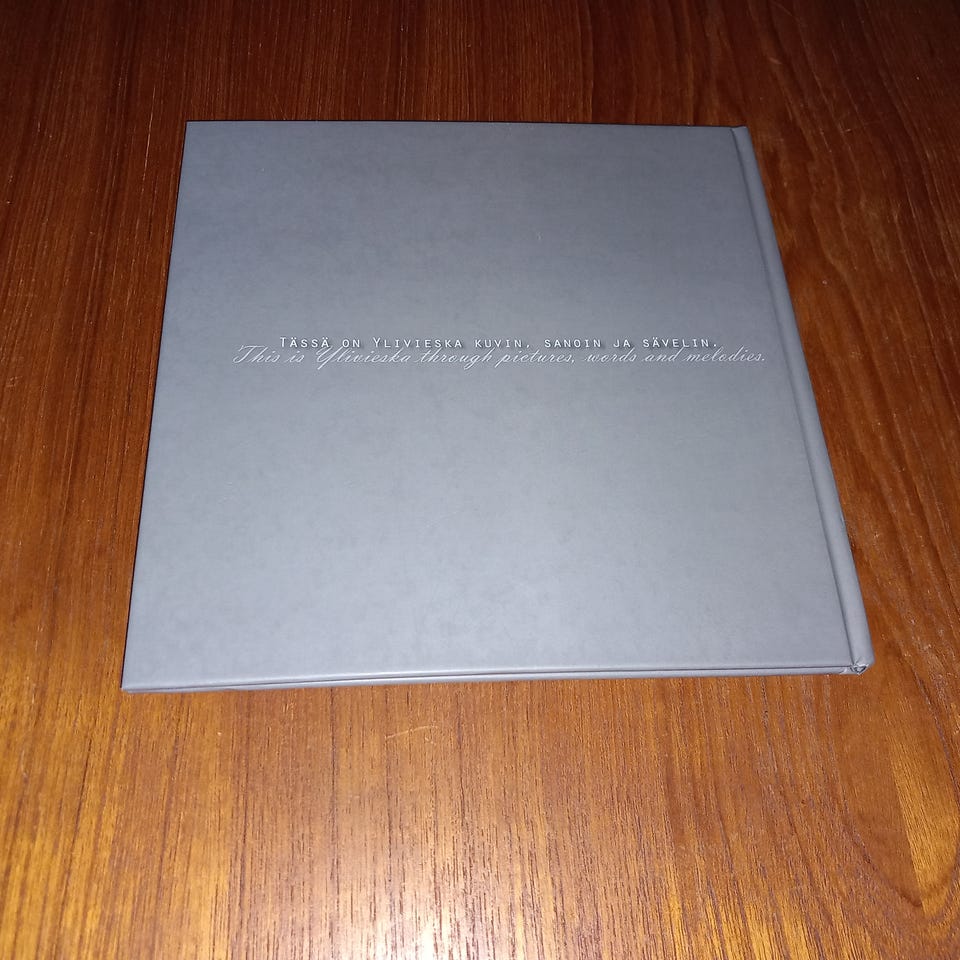 Tässä on Ylivieska kuvin, sanoin ja sävelin.
This is Ylivieska through pictures, words and melodies.